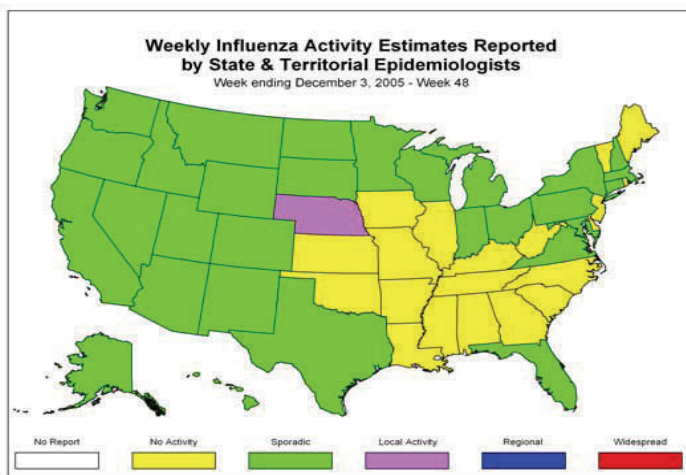 Weekly Influenza Activity Estimates Reported
by State & Territorial Epidemiologists
Week ending December 3, 2005 - Week 48
No Report No Activity Sporadic Local Activity Regional Widespread